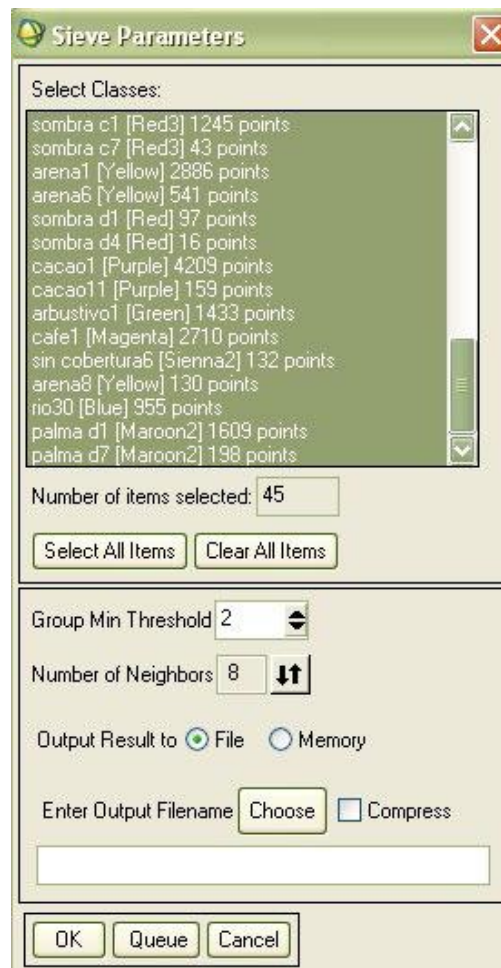 Sieve Parameters
Select Classes:
sombra c1 [Red3] 1245 points
sombra c7 [Red3] 43 points
arena1 [Yellow] 2886 points
arena6 [Yellow] 541 points
sombra d1 [Red] 97 points
sombra d4 [Red] 16 points
cacao1 [Purple] 4209 points
cacao11 [Purple] 159 points
arbustivo1 [Green] 1433 points
cafe1 [Magenta] 2710 points
sin cobertura6 [Sienna2] 132 points
arena8 [Yellow] 130 points
rio30 [Blue] 955 points
palma d1 [Maroon2] 1609 points
palma d7 [Maroon2] 198 points
Number of items selected: 45
Select All Items Clear All Items
Group Min Threshold 2
Number of Neighbors 8
Output Result to File Memory
Enter Output Filename Choose Compress
OK Queue Cancel